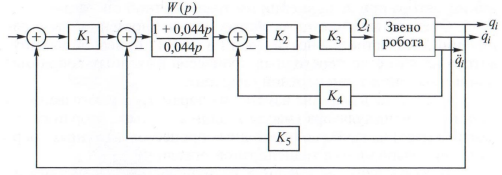 W(p)
K₁
1 + 0,044p
0,044p
K₂
K₃
Qᵢ
Звено
робота
qᵢ
q̇ᵢ
q̈ᵢ
K₄
K₅